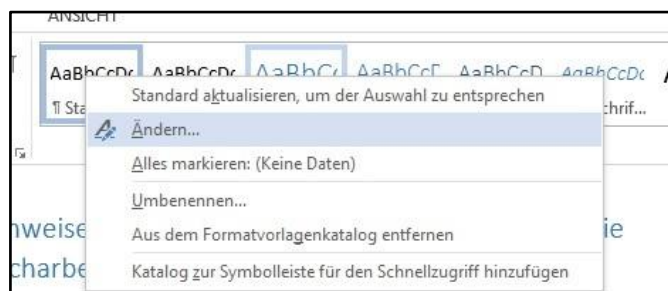 ANSICHT
AaBbCcDc AaBbCcDc AaBbCc AaBbCcD AaBbCcD AaBbCcDc
Standard aktualisieren, um der Auswahl zu entsprechen
¶ Sta
chrif...
Ändern...
Alles markieren: (Keine Daten)
Umbenennen...
nweise
ie
Aus dem Formatvorlagenkatalog entfernen
charbe
Katalog zur Symbolleiste für den Schnellzugriff hinzufügen